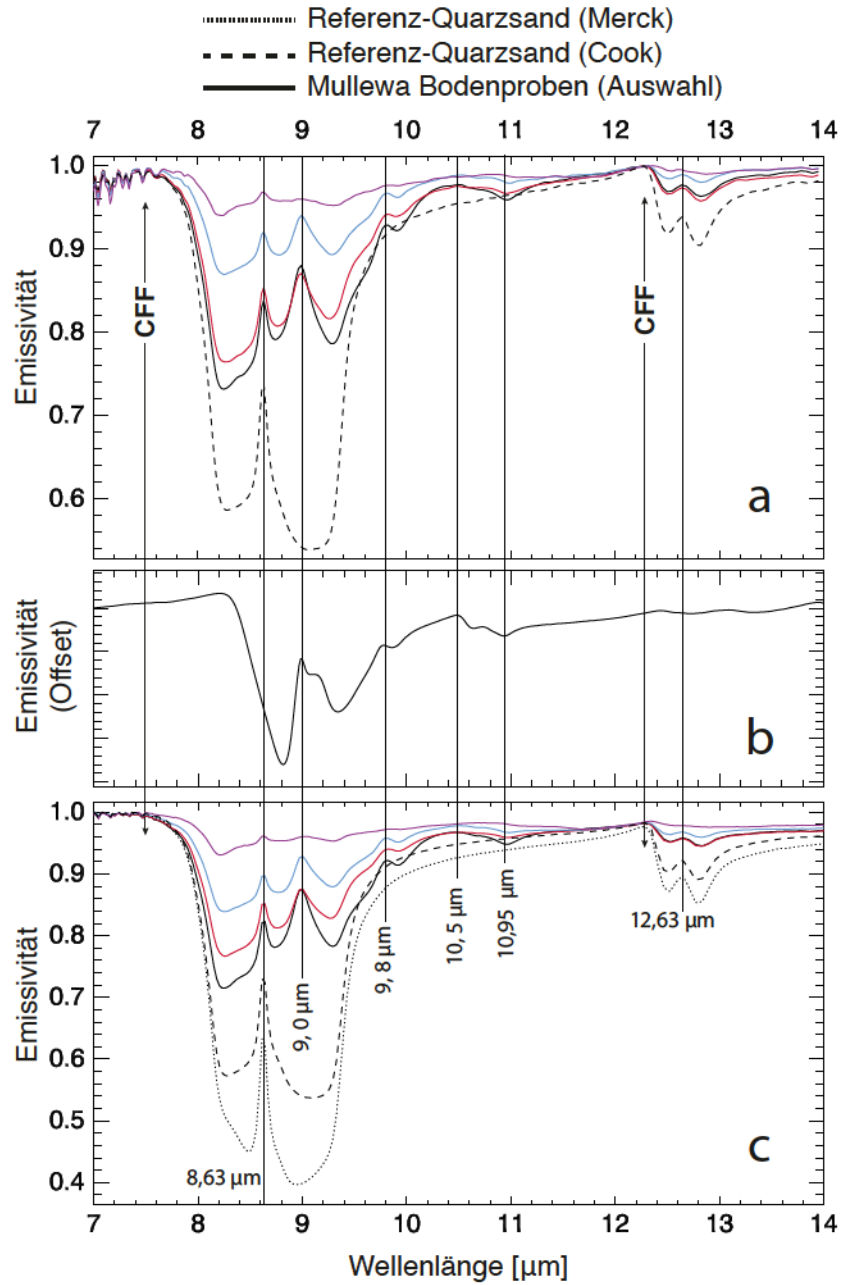 Referenz-Quarzsand (Merck)
Referenz-Quarzsand (Cook)
Mullewa Bodenproben (Auswahl)
7 8 9 10 11 12 13 14
Emissivität
1.0
0.9
0.8
0.7
0.6
CFF
CFF
a
Emissivität
(Offset)
b
Emissivität
1.0
0.9
0.8
0.7
0.6
0.5
0.4
8,63 µm
9, 0 µm
9, 8 µm
10, 5 µm
10,95 µm
12,63 µm
c
7 8 9 10 11 12 13 14
Wellenlänge [µm]